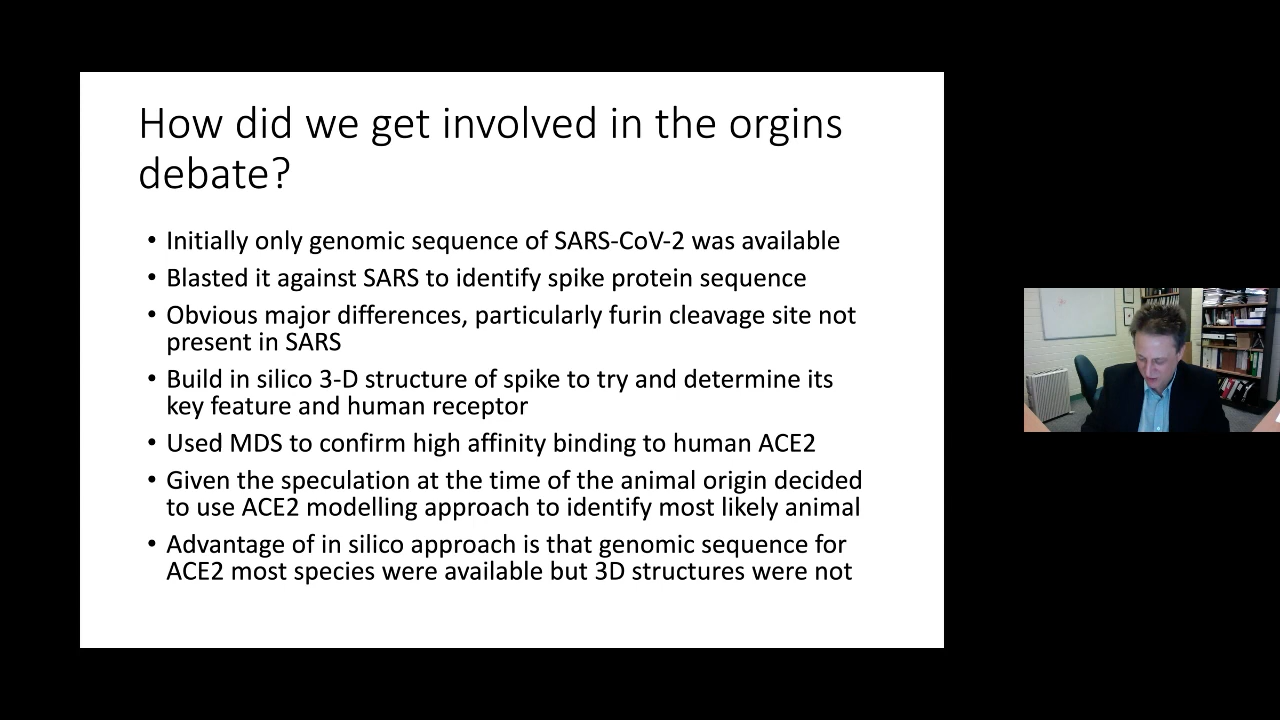 How did we get involved in the orgins
debate?
• Initially only genomic sequence of SARS-CoV-2 was available
• Blasted it against SARS to identify spike protein sequence
• Obvious major differences, particularly furin cleavage site not
present in SARS
• Build in silico 3-D structure of spike to try and determine its
key feature and human receptor
• Used MDS to confirm high affinity binding to human ACE2
• Given the speculation at the time of the animal origin decided
to use ACE2 modelling approach to identify most likely animal
• Advantage of in silico approach is that genomic sequence for
ACE2 most species were available but 3D structures were not